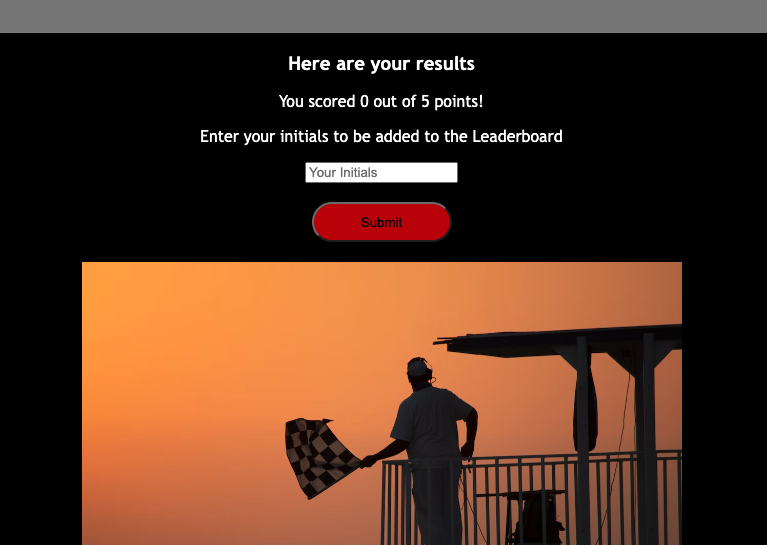 Here are your results
You scored 0 out of 5 points!
Enter your initials to be added to the Leaderboard
Your Initials
Submit